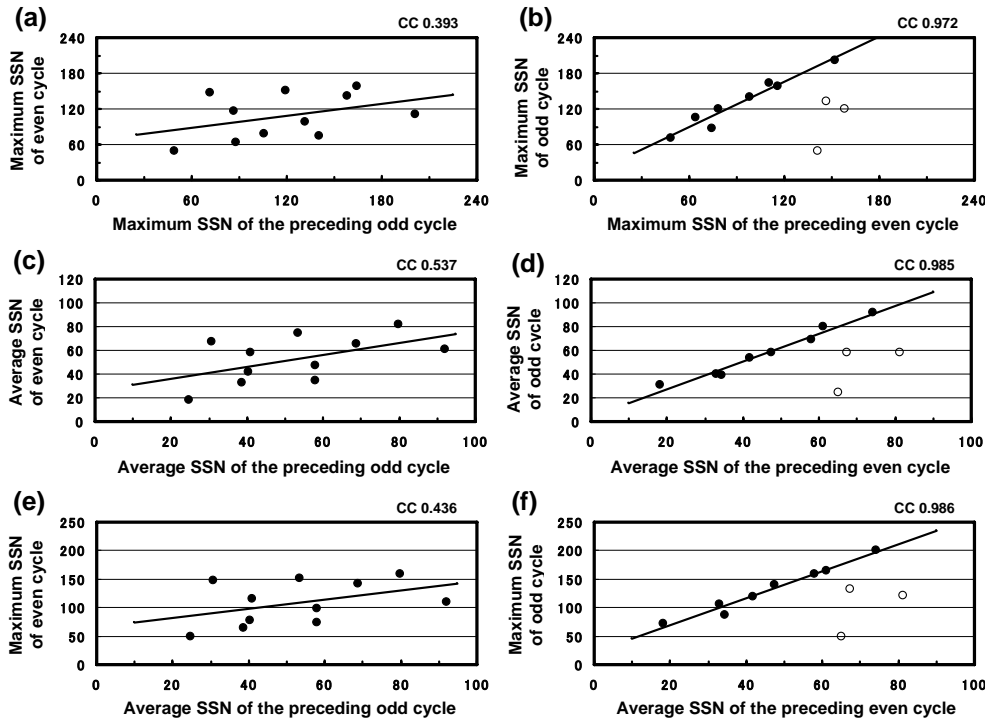 (a)
CC 0.393
Maximum SSN
of even cycle
240
180
120
60
0
0 60 120 180 240
Maximum SSN of the preceding odd cycle
(b)
CC 0.972
Maximum SSN
of odd cycle
240
180
120
60
0
0 60 120 180 240
Maximum SSN of the preceding even cycle
(c)
CC 0.537
Average SSN
of even cycle
120
100
80
60
40
20
0
0 20 40 60 80 100
Average SSN of the preceding odd cycle
(d)
CC 0.985
Average SSN
of odd cycle
120
100
80
60
40
20
0
0 20 40 60 80 100
Average SSN of the preceding even cycle
(e)
CC 0.436
Maximum SSN
of even cycle
250
200
150
100
50
0
0 20 40 60 80 100
Average SSN of the preceding odd cycle
(f)
CC 0.986
Maximum SSN
of odd cycle
250
200
150
100
50
0
0 20 40 60 80 100
Average SSN of the preceding even cycle